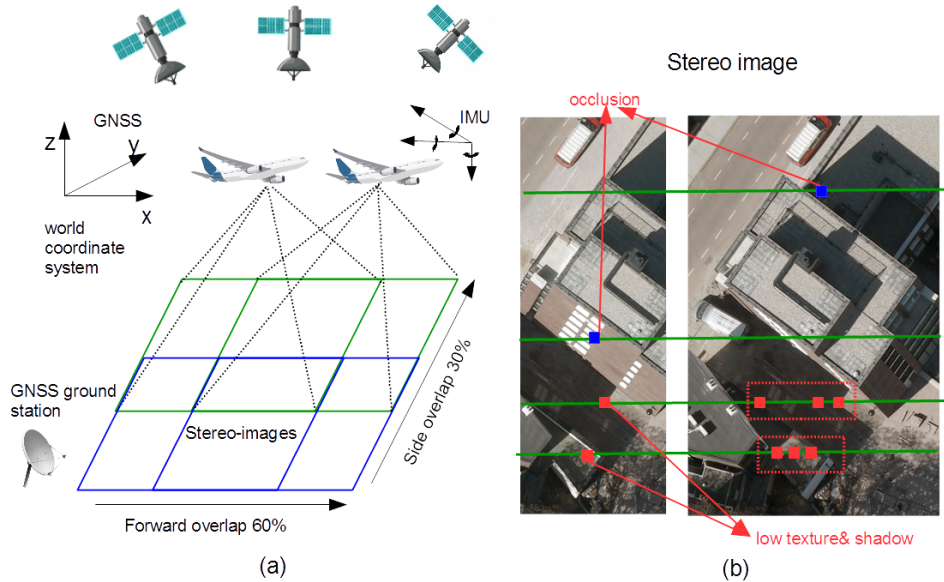 GNSS
IMU
Z
y
X
world
coordinate
system
GNSS ground
station
Stereo-images
Side overlap 30%
Forward overlap 60%
(a)
Stereo image
occlusion
low texture& shadow
(b)